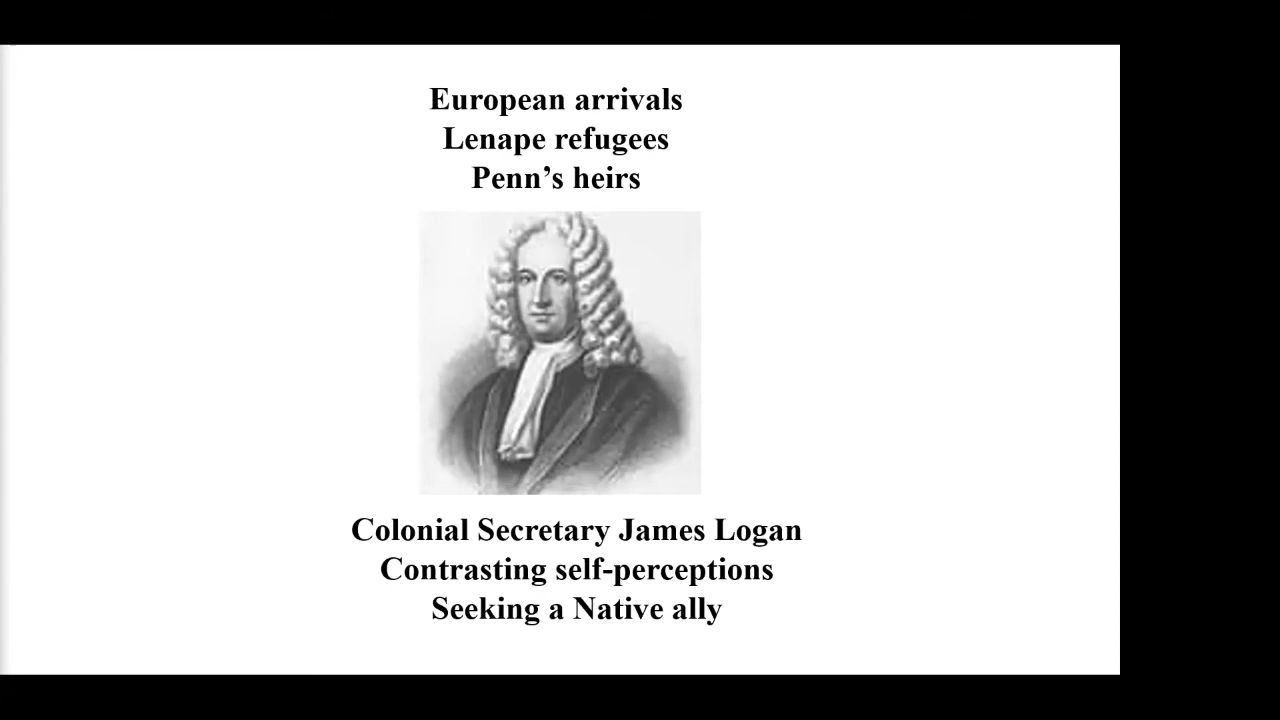 European arrivals
Lenape refugees
Penn’s heirs
Colonial Secretary James Logan
Contrasting self-perceptions
Seeking a Native ally